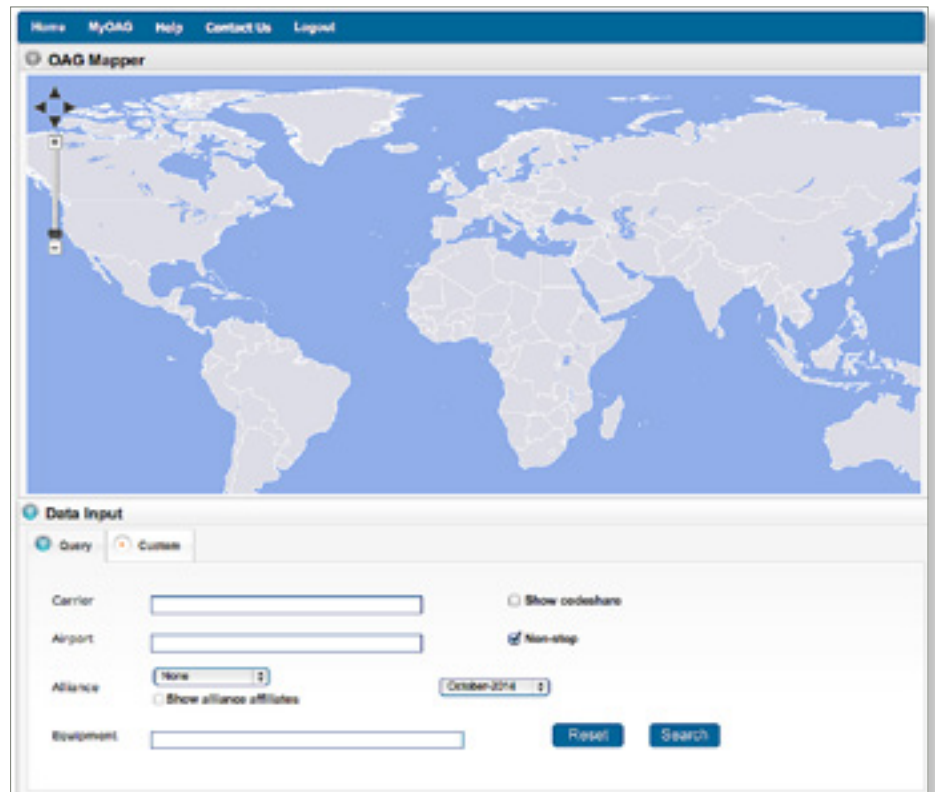 Home MyOAG Help Contact Us Logout
OAG Mapper
Data Input
Query Custom
Carrier Show codeshare
Airport Non-stop
Alliance None October-2014
Show alliance affiliates
Equipment Reset Search